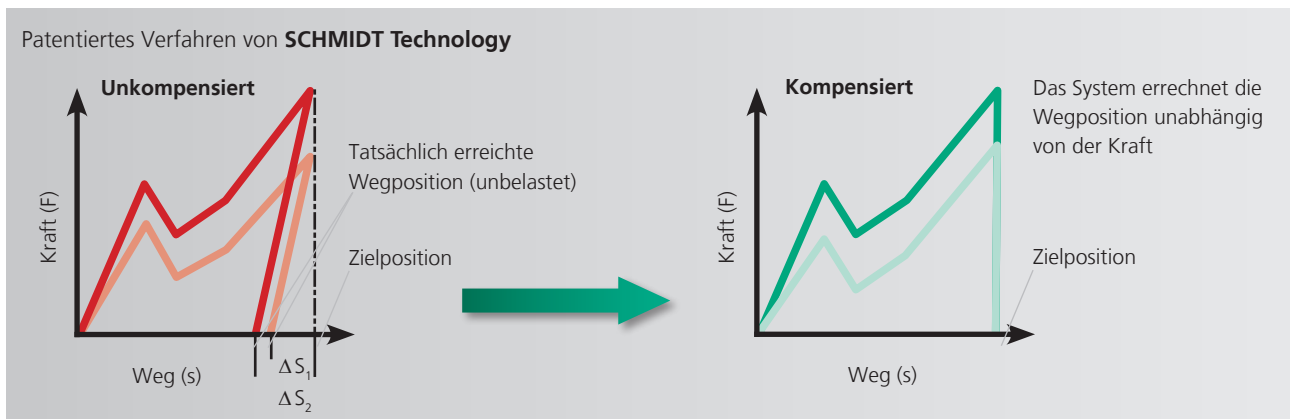 Patentiertes Verfahren von SCHMIDT Technology
Unkompensiert
Kraft (F)
Tatsächlich erreichte
Wegposition (unbelastet)
Zielposition
Weg (s)
ΔS₁
ΔS₂
Kompensiert
Kraft (F)
Das System errechnet die
Wegposition unabhängig
von der Kraft
Zielposition
Weg (s)